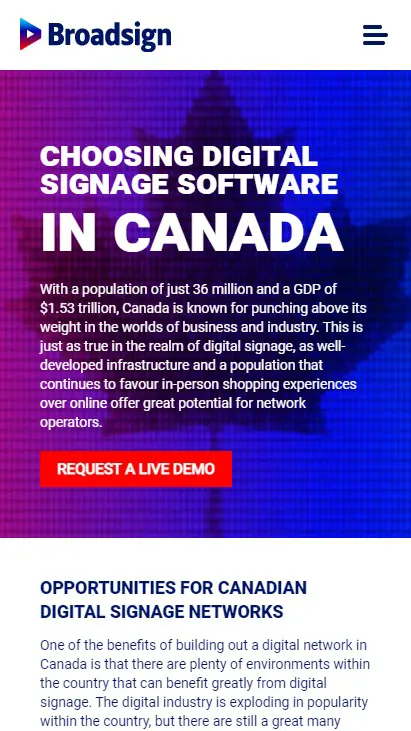 Broadsign
CHOOSING DIGITAL
SIGNAGE SOFTWARE
IN CANADA
With a population of just 36 million and a GDP of
$1.53 trillion, Canada is known for punching above its
weight in the worlds of business and industry. This is
just as true in the realm of digital signage, as well-
developed infrastructure and a population that
continues to favour in-person shopping experiences
over online offer great potential for network
operators.
REQUEST A LIVE DEMO
OPPORTUNITIES FOR CANADIAN
DIGITAL SIGNAGE NETWORKS
One of the benefits of building out a digital network in
Canada is that there are plenty of environments within
the country that can benefit greatly from digital
signage. The digital industry is exploding in popularity
within the country, but there are still a great many